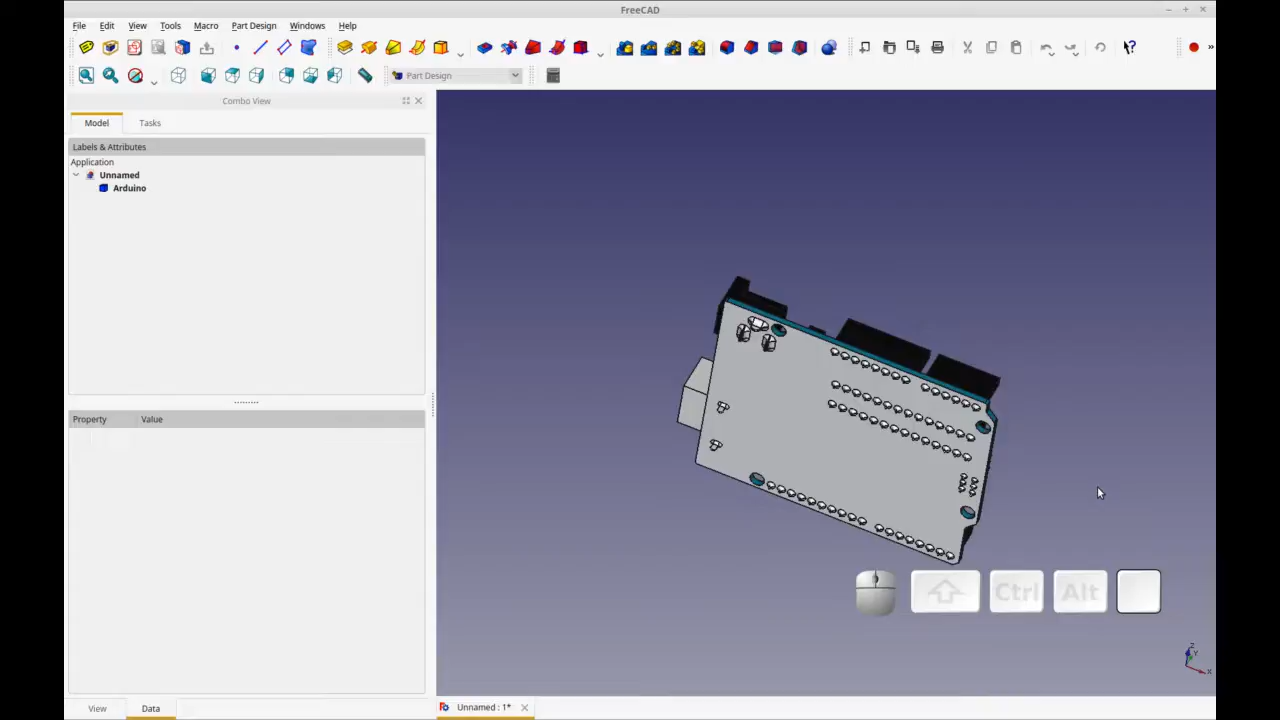 FreeCAD
File Edit View Tools Macro Part Design Windows Help
Part Design
Combo View
Model Tasks
Labels & Attributes
Application
Unnamed
Arduino
Property Value
Ctrl Alt
Z
Y
X
View Data
Unnamed : 1*